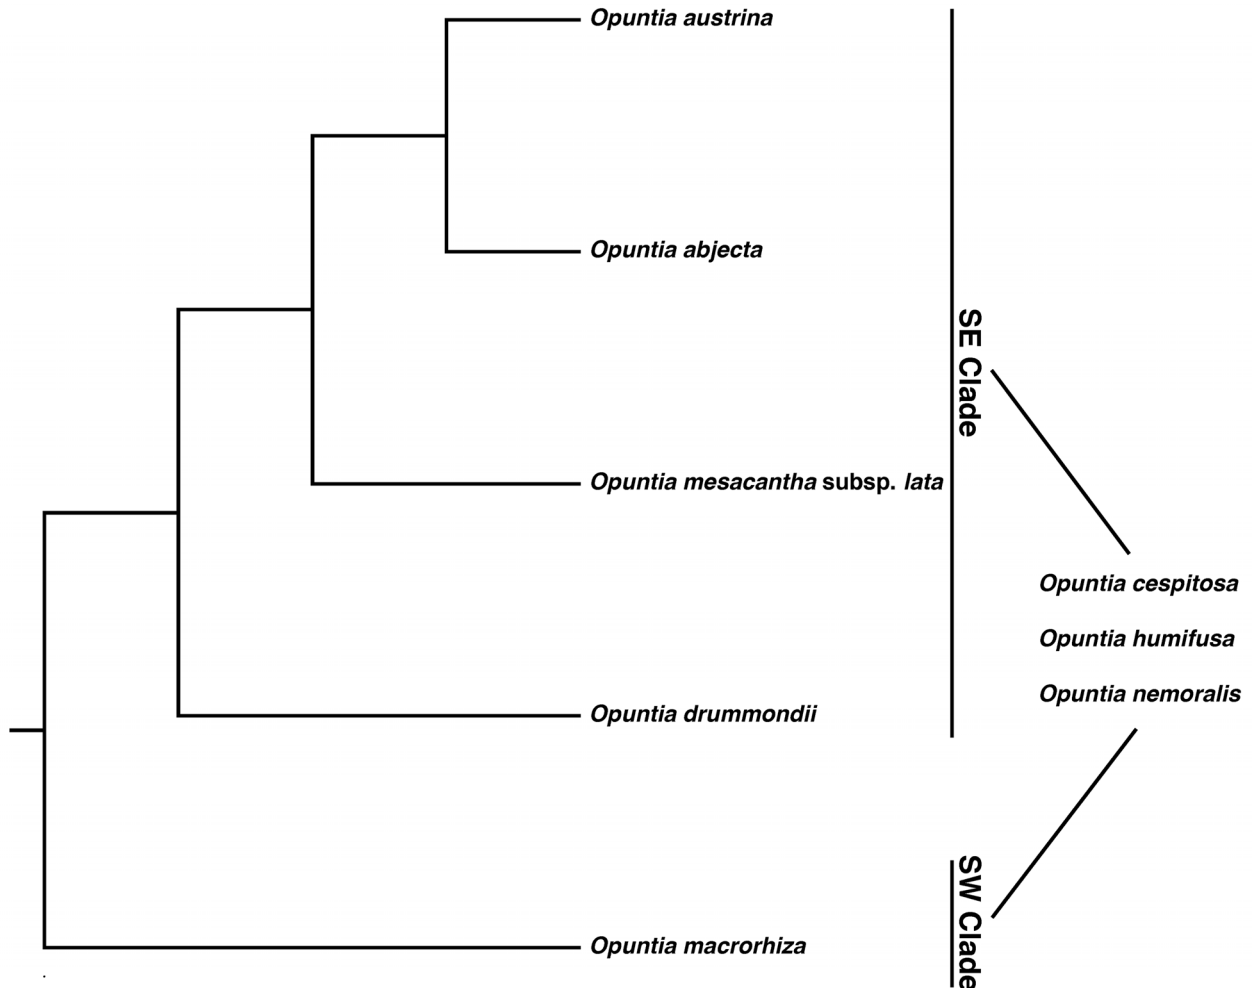 Opuntia austrina
Opuntia abjecta
SE Clade
Opuntia mesacantha subsp. lata
Opuntia cespitosa
Opuntia humifusa
Opuntia nemoralis
Opuntia drummondii
SW Clade
Opuntia macrorhiza